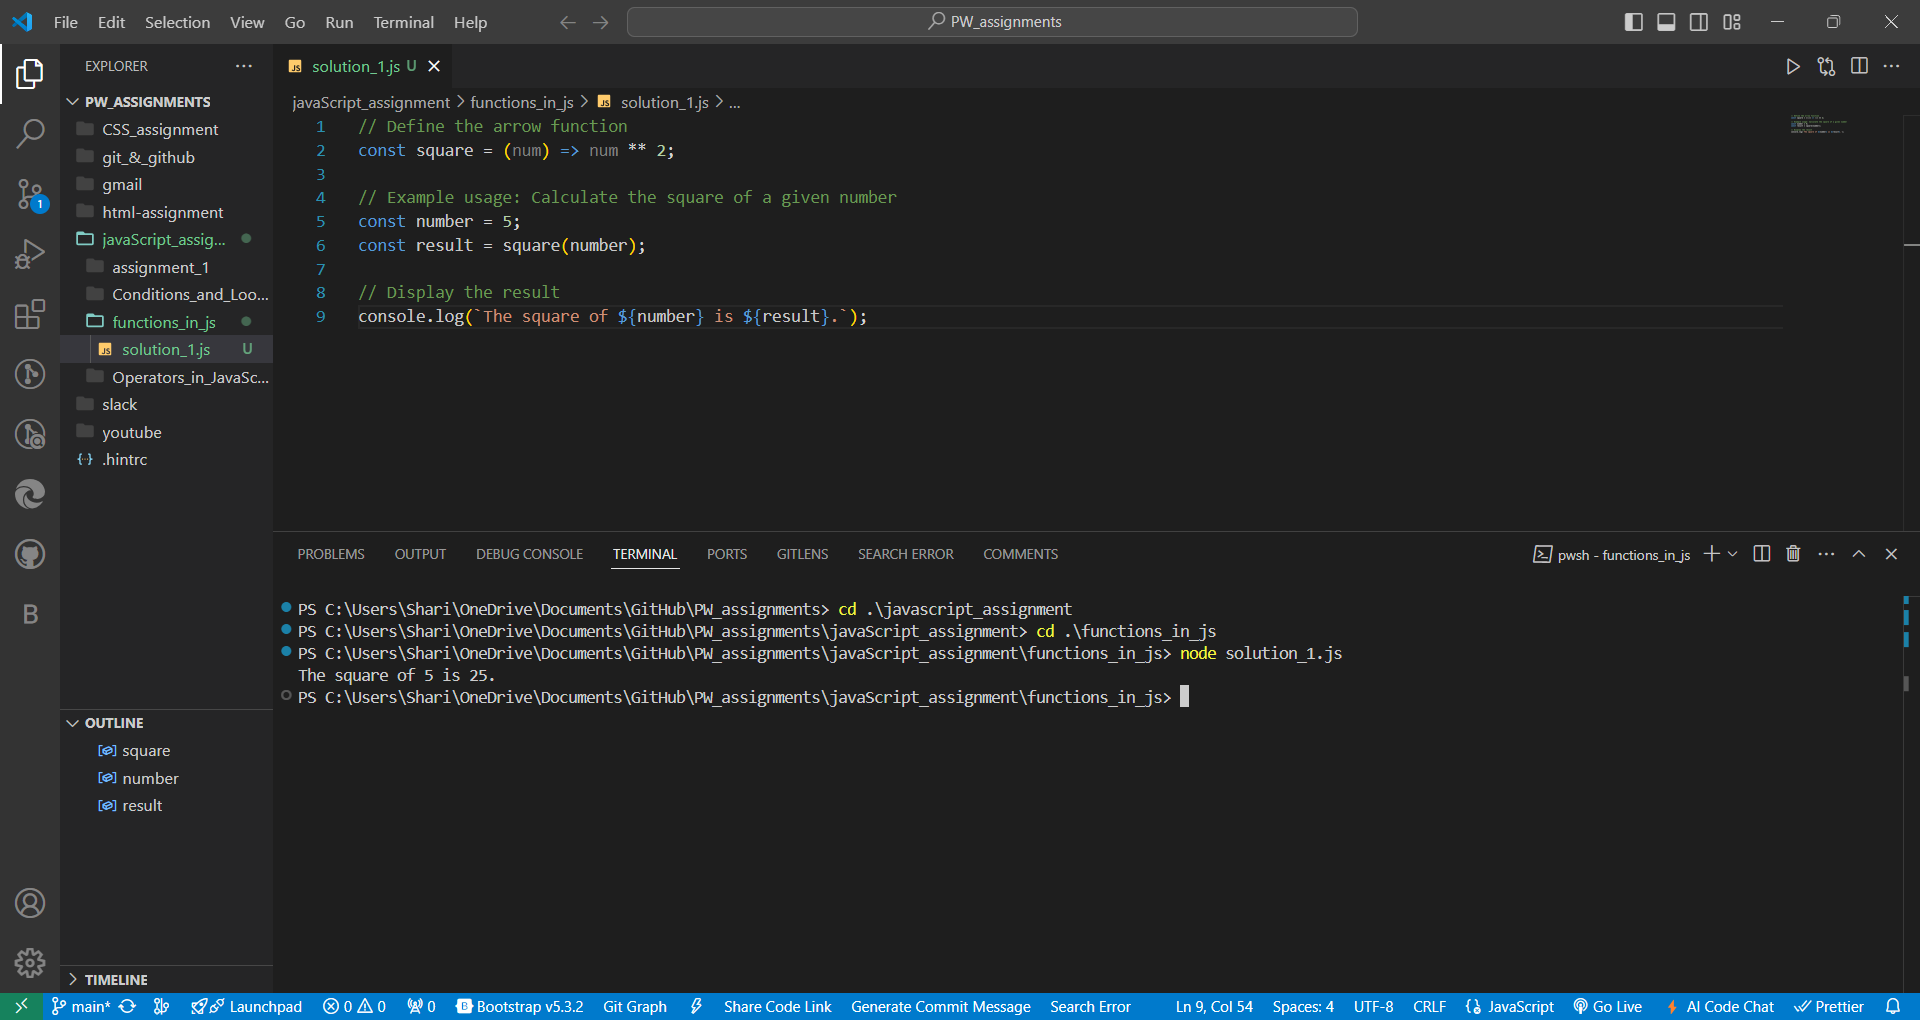 File Edit Selection View Go Run Terminal Help
PW_assignments
EXPLORER
PW_ASSIGNMENTS
CSS_assignment
git_&_github
gmail
html-assignment
javaScript_assig...
assignment_1
Conditions_and_Loo...
functions_in_js
JS solution_1.js U
Operators_in_JavaSc...
slack
youtube
.hintrc
OUTLINE
square
number
result
TIMELINE
JS solution_1.js U
javaScript_assignment > functions_in_js > JS solution_1.js > ...
1 // Define the arrow function
2 const square = (num) => num ** 2;
3
4 // Example usage: Calculate the square of a given number
5 const number = 5;
6 const result = square(number);
7
8 // Display the result
9 console.log(`The square of ${number} is ${result}.`);
PROBLEMS OUTPUT DEBUG CONSOLE TERMINAL PORTS GITLENS SEARCH ERROR COMMENTS
pwsh - functions_in_js
PS C:\Users\Shari\OneDrive\Documents\GitHub\PW_assignments> cd .\javascript_assignment
PS C:\Users\Shari\OneDrive\Documents\GitHub\PW_assignments\javaScript_assignment> cd .\functions_in_js
PS C:\Users\Shari\OneDrive\Documents\GitHub\PW_assignments\javaScript_assignment\functions_in_js> node solution_1.js
The square of 5 is 25.
PS C:\Users\Shari\OneDrive\Documents\GitHub\PW_assignments\javaScript_assignment\functions_in_js>
1
B
main* Launchpad 0 0 0 B Bootstrap v5.3.2 Git Graph Share Code Link Generate Commit Message Search Error Ln 9, Col 54 Spaces: 4 UTF-8 CRLF JavaScript Go Live AI Code Chat Prettier